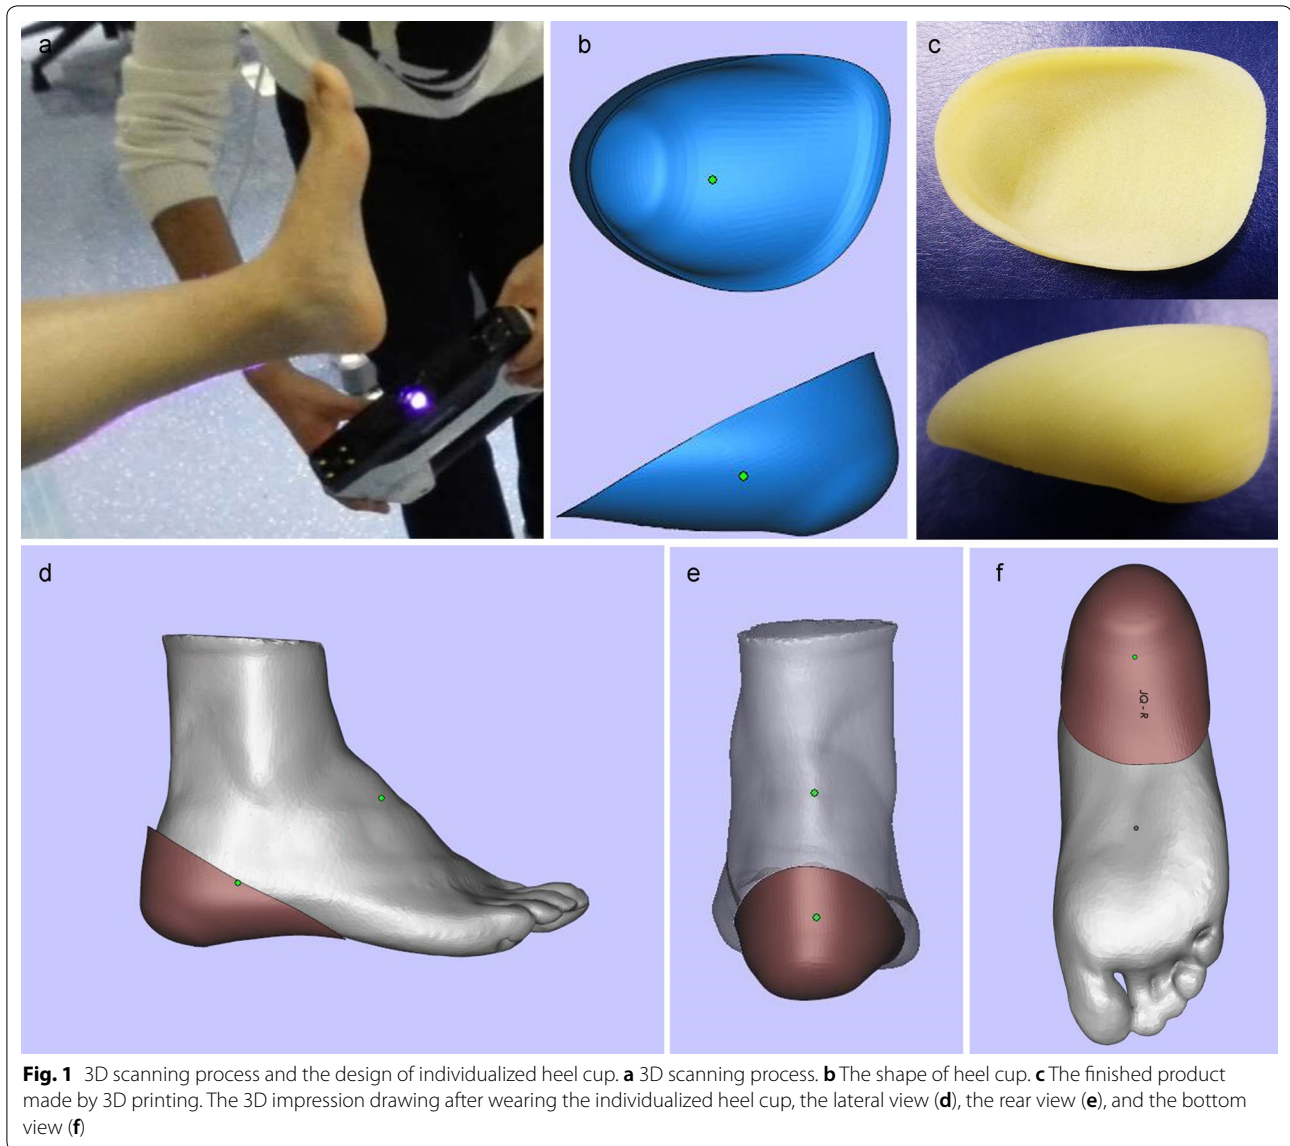 a
b
c
d
e
f
JQ - R
Fig. 1 3D scanning process and the design of individualized heel cup. a 3D scanning process. b The shape of heel cup. c The finished product
made by 3D printing. The 3D impression drawing after wearing the individualized heel cup, the lateral view (d), the rear view (e), and the bottom
view (f)